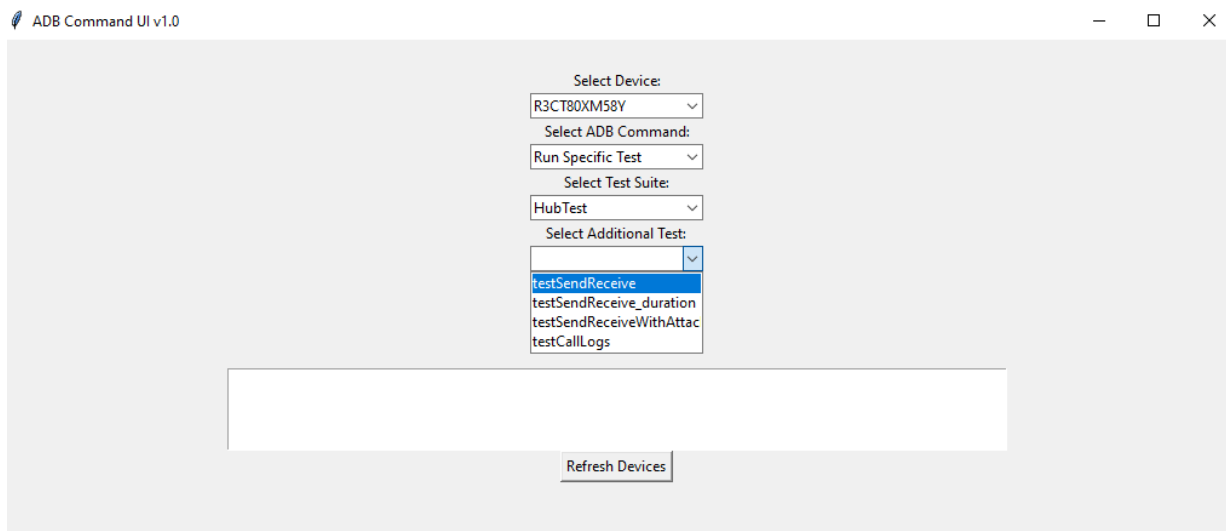 ADB Command UI v1.0
Select Device:
R3CT80XM58Y
Select ADB Command:
Run Specific Test
Select Test Suite:
HubTest
Select Additional Test:
testSendReceive
testSendReceive_duration
testSendReceiveWithAttac
testCallLogs
Refresh Devices